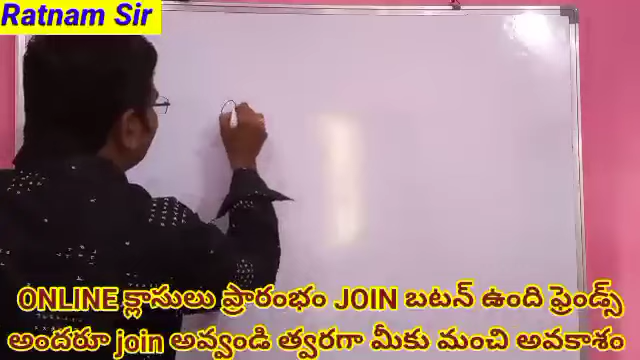 Ratnam Sir
ONLINE క్లాసులు ప్రారంభం JOIN బటన్ ఉంది ఫ్రెండ్స్
అందరూ join అవ్వండి త్వరగా మీకు మంచి అవకాశం